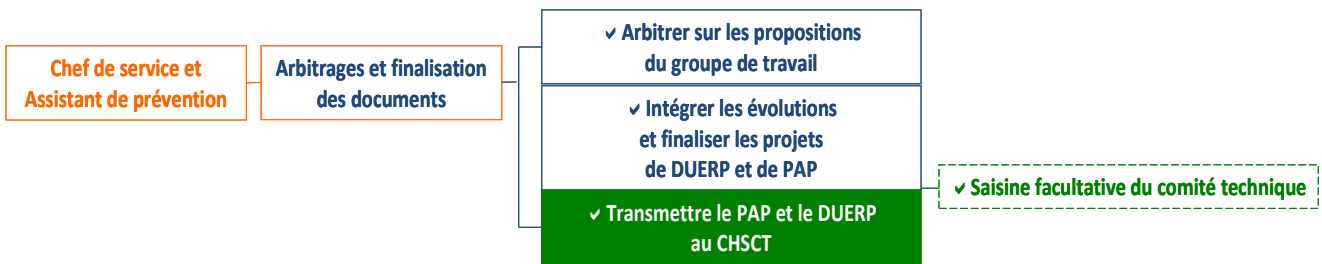 Chef de service et
Assistant de prévention
Arbitrages et finalisation
des documents
✓ Arbitrer sur les propositions
du groupe de travail
✓ Intégrer les évolutions
et finaliser les projets
de DUERP et de PAP
✓ Transmettre le PAP et le DUERP
au CHSCT
✓ Saisine facultative du comité technique